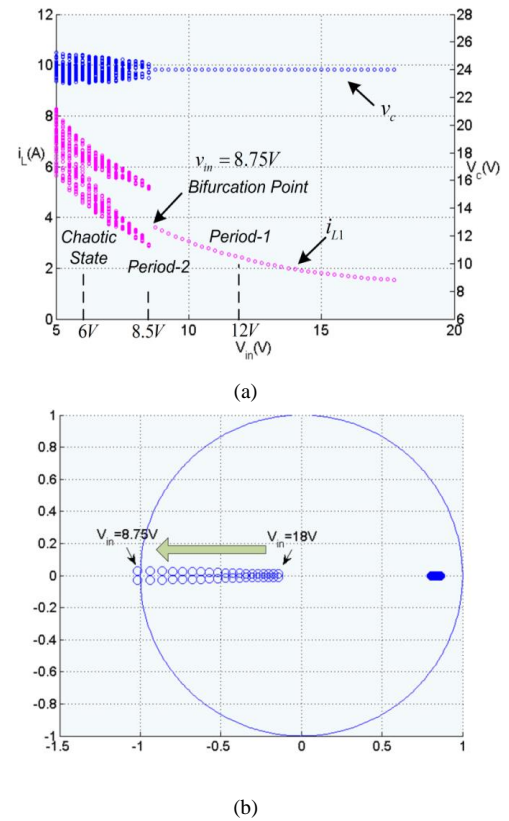 12
10
8
6
4
2
0
i_L(A)
28
26
24
22
20
18
16
14
12
10
8
6
V_c(V)
v_c
v_in = 8.75V
Bifurcation Point
Period-1
i_L1
Chaotic
State
Period-2
6V
8.5V
12V
5
10
15
20
V_in(V)
(a)
1
0.8
0.6
0.4
0.2
0
-0.2
-0.4
-0.6
-0.8
-1
V_in=8.75V
V_in=18V
-1.5
-1
-0.5
0
0.5
1
(b)